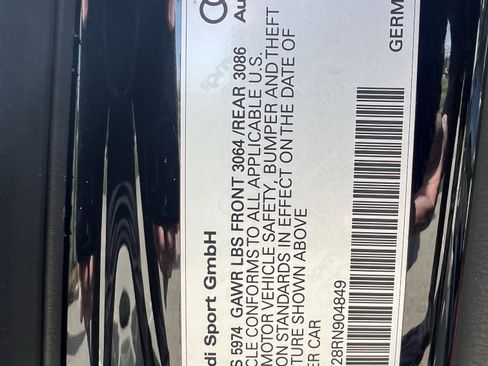 Au
GERM
di Sport GmbH
S 5974 GAWR LBS FRONT 3064/REAR 3086
CLE CONFORMS TO ALL APPLICABLE U.S.
MOTOR VEHICLE SAFETY, BUMPER AND THEFT
ON STANDARDS IN EFFECT ON THE DATE OF
TURE SHOWN ABOVE
ER CAR
28RN904849